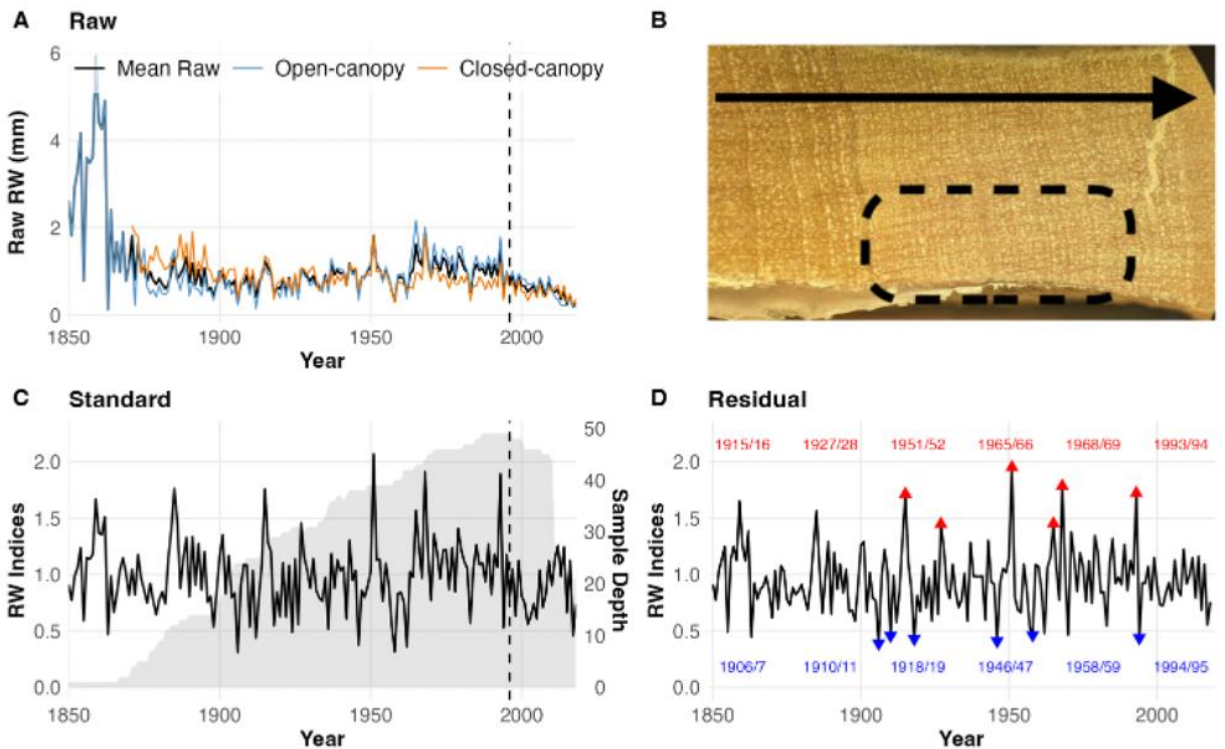 A Raw
6
4
2
0
Raw RW (mm)
Mean Raw Open-canopy Closed-canopy
1850 1900 1950 2000
Year
B
C Standard
2.0
1.5
1.0
0.5
0.0
RW Indices
50
40
30
20
10
0
Sample Depth
1850 1900 1950 2000
Year
D Residual
2.0
1.5
1.0
0.5
0.0
RW Indices
1915/16 1927/28 1951/52 1965/66 1968/69 1993/94
1906/7 1910/11 1918/19 1946/47 1958/59 1994/95
1850 1900 1950 2000
Year